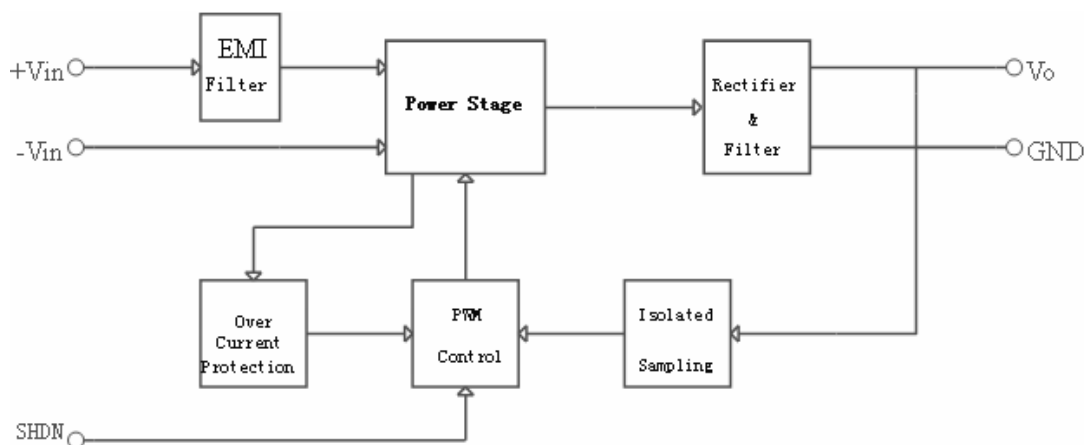 +Vin
EMI
Filter
Power Stage
Rectifier
&
Filter
Vo
-Vin
GND
Over
Current
Protection
PWM
Control
Isolated
Sampling
SHDN